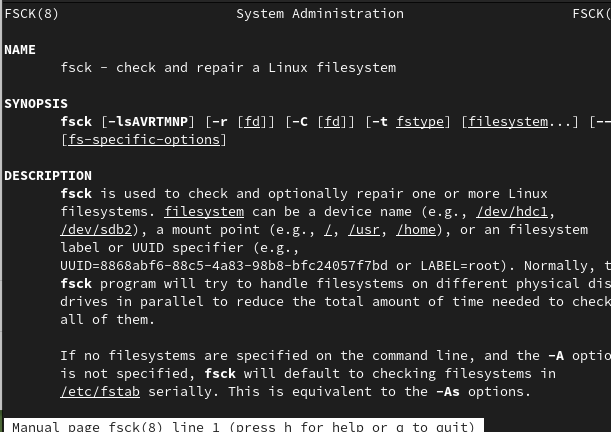 FSCK(8) System Administration FSCK(
NAME
fsck - check and repair a Linux filesystem
SYNOPSIS
fsck [-lsAVRTMNP] [-r [fd]] [-C [fd]] [-t fstype] [filesystem...] [--
[fs-specific-options]
DESCRIPTION
fsck is used to check and optionally repair one or more Linux
filesystems. filesystem can be a device name (e.g., /dev/hdc1,
/dev/sdb2), a mount point (e.g., /, /usr, /home), or an filesystem
label or UUID specifier (e.g.,
UUID=8868abf6-88c5-4a83-98b8-bfc24057f7bd or LABEL=root). Normally, t
fsck program will try to handle filesystems on different physical dis
drives in parallel to reduce the total amount of time needed to check
all of them.
If no filesystems are specified on the command line, and the -A optio
is not specified, fsck will default to checking filesystems in
/etc/fstab serially. This is equivalent to the -As options.
Manual page fsck(8) line 1 (press h for help or q to quit)